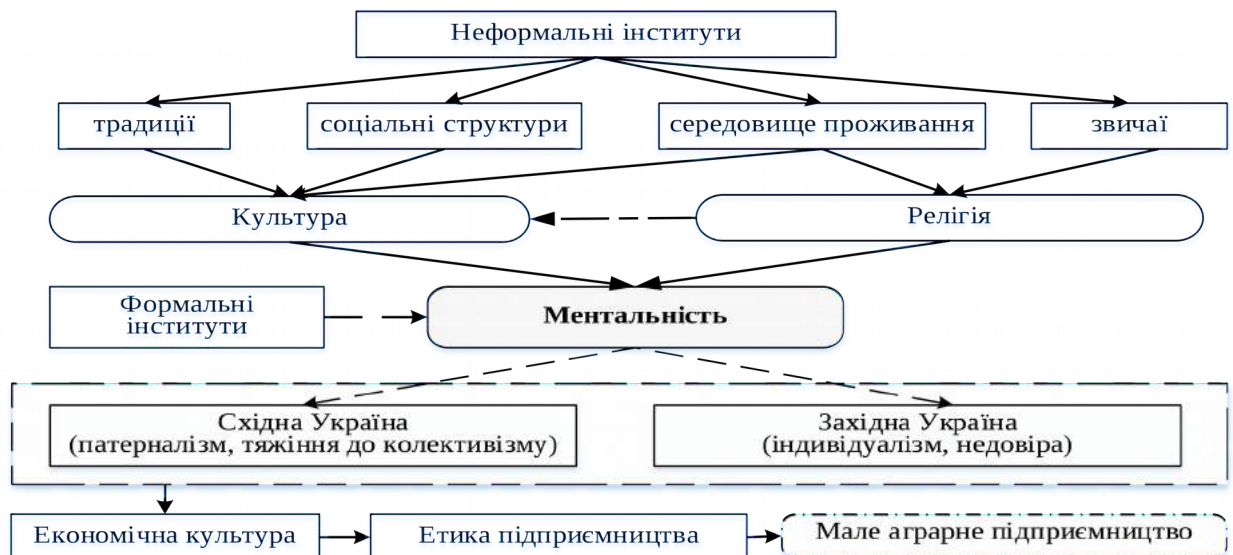 Неформальні інститути
традиції
соціальні структури
середовище проживання
звичаї
Культура
Релігія
Формальні
інститути
Ментальність
Східна Україна
(патерналізм, тяжіння до колективізму)
Західна Україна
(індивідуалізм, недовіра)
Економічна культура
Етика підприємництва
Мале аграрне підприємництво